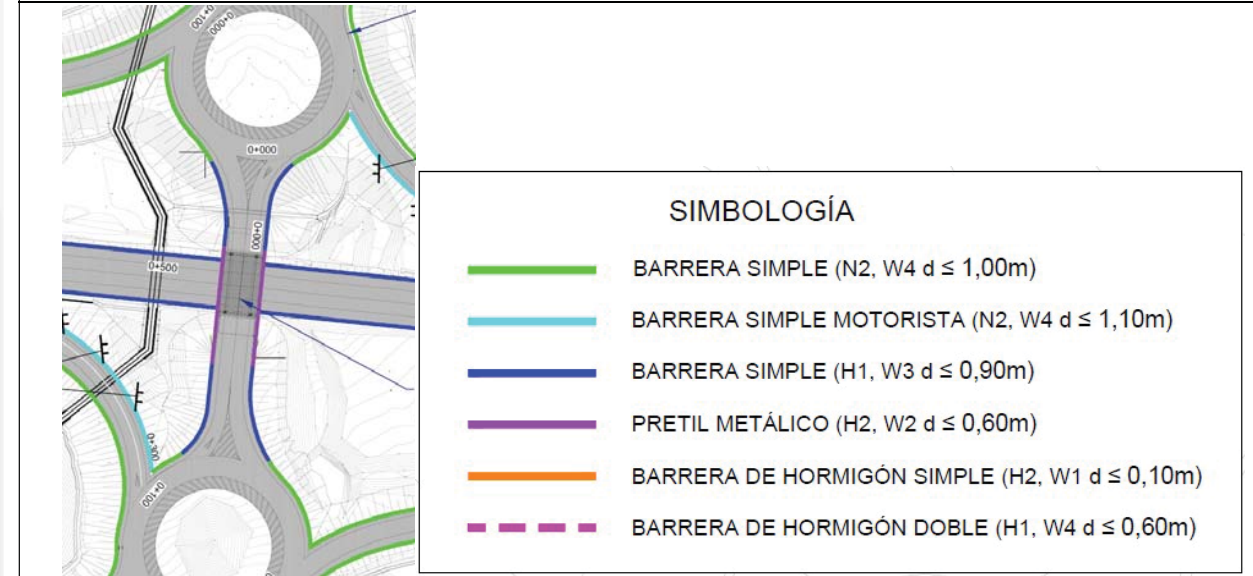 0+100
000+0
0+000
0+000
0+500
0+300
0+100
SIMBOLOGÍA
BARRERA SIMPLE (N2, W4 d ≤ 1,00m)
BARRERA SIMPLE MOTORISTA (N2, W4 d ≤ 1,10m)
BARRERA SIMPLE (H1, W3 d ≤ 0,90m)
PRETIL METÁLICO (H2, W2 d ≤ 0,60m)
BARRERA DE HORMIGÓN SIMPLE (H2, W1 d ≤ 0,10m)
BARRERA DE HORMIGÓN DOBLE (H1, W4 d ≤ 0,60m)